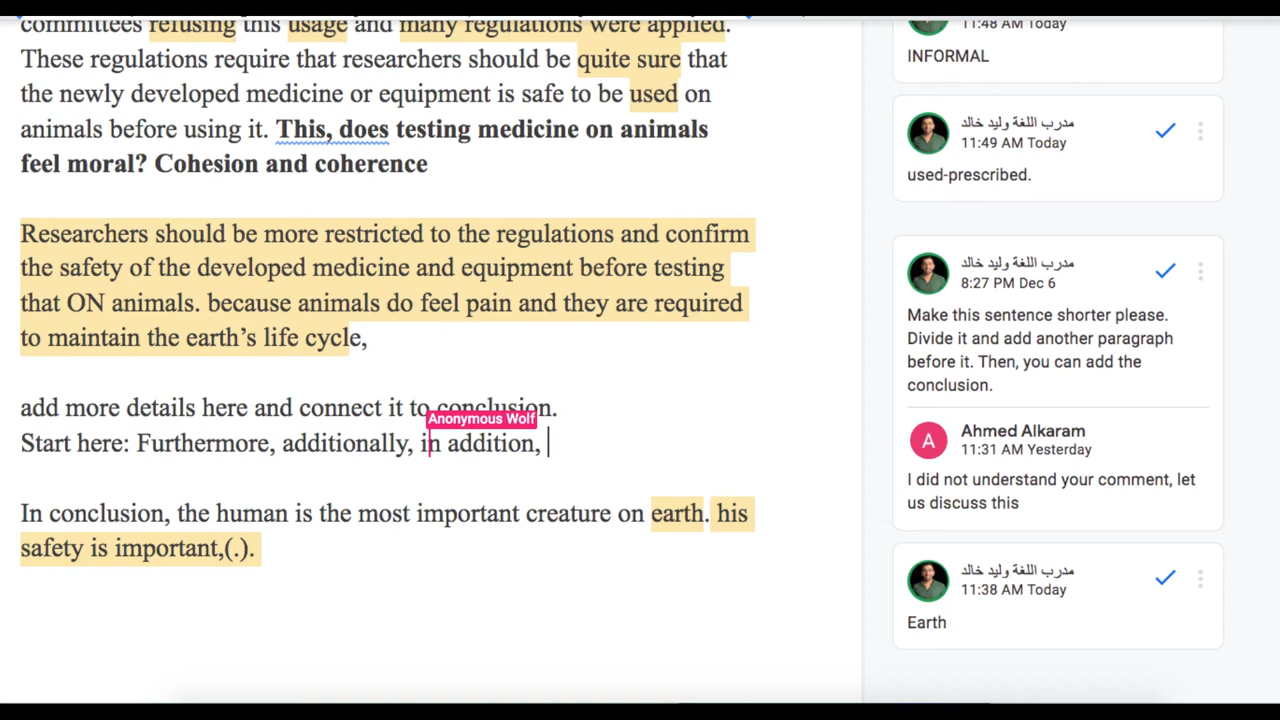 committees refusing this usage and many regulations were applied.
These regulations require that researchers should be quite sure that
the newly developed medicine or equipment is safe to be used on
animals before using it. This, does testing medicine on animals
feel moral? Cohesion and coherence
Researchers should be more restricted to the regulations and confirm
the safety of the developed medicine and equipment before testing
that ON animals. because animals do feel pain and they are required
to maintain the earth’s life cycle,
add more details here and connect it to conclusion.
Anonymous Wolf
Start here: Furthermore, additionally, in addition,
In conclusion, the human is the most important creature on earth. his
safety is important,(.).
11:48 AM Today
INFORMAL
مدرب اللغة وليد خالد
11:49 AM Today
used-prescribed.
مدرب اللغة وليد خالد
8:27 PM Dec 6
Make this sentence shorter please.
Divide it and add another paragraph
before it. Then, you can add the
conclusion.
A
Ahmed Alkaram
11:31 AM Yesterday
I did not understand your comment, let
us discuss this
مدرب اللغة وليد خالد
11:38 AM Today
Earth